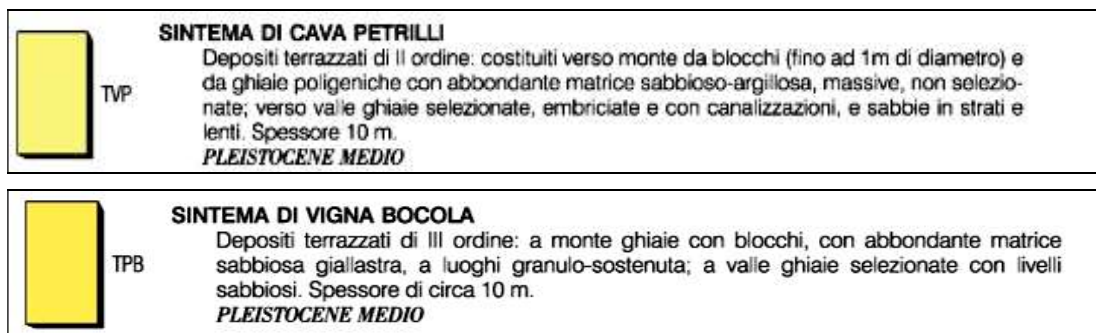 SINTEMA DI CAVA PETRILLI
Depositi terrazzati di II ordine: costituiti verso monte da blocchi (fino ad 1m di diametro) e
TVP
da ghiaie poligeniche con abbondante matrice sabbioso-argillosa, massive, non selezio-
nate; verso valle ghiaie selezionate, embriciate e con canalizzazioni, e sabbie in strati e
lenti. Spessore 10 m.
PLEISTOCENE MEDIO
SINTEMA DI VIGNA BOCOLA
Depositi terrazzati di III ordine: a monte ghiaie con blocchi, con abbondante matrice
TPB
sabbiosa giallastra, a luoghi granulo-sostenuta; a valle ghiaie selezionate con livelli
sabbiosi. Spessore di circa 10 m.
PLEISTOCENE MEDIO